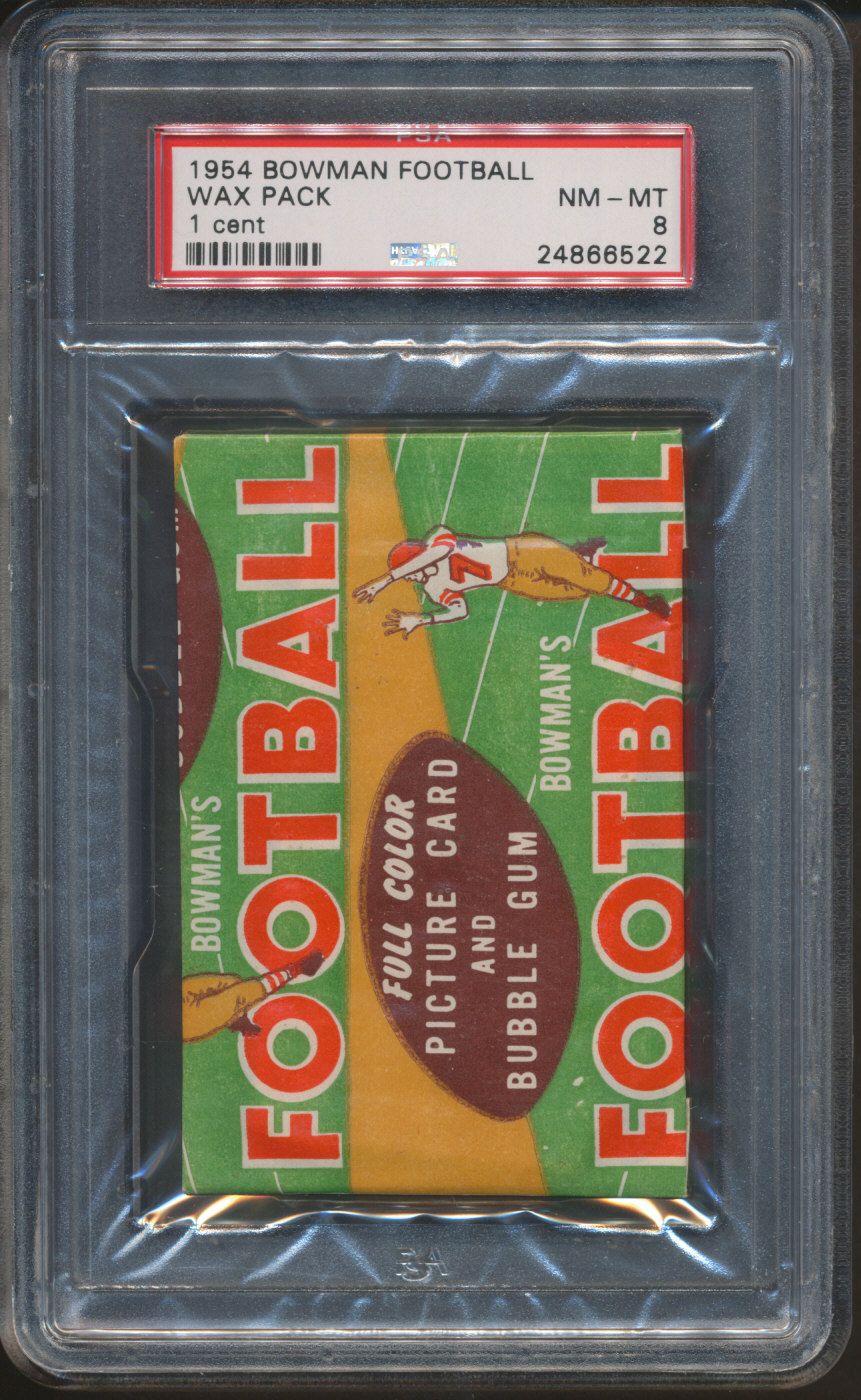 PSA
1954 BOWMAN FOOTBALL
WAX PACK
NM - MT
1 cent
8
24866522
BOWMAN'S
FOOTBALL
7
FULL COLOR
PICTURE CARD
AND
BUBBLE GUM
BOWMAN'S
FOOTBALL
PSA